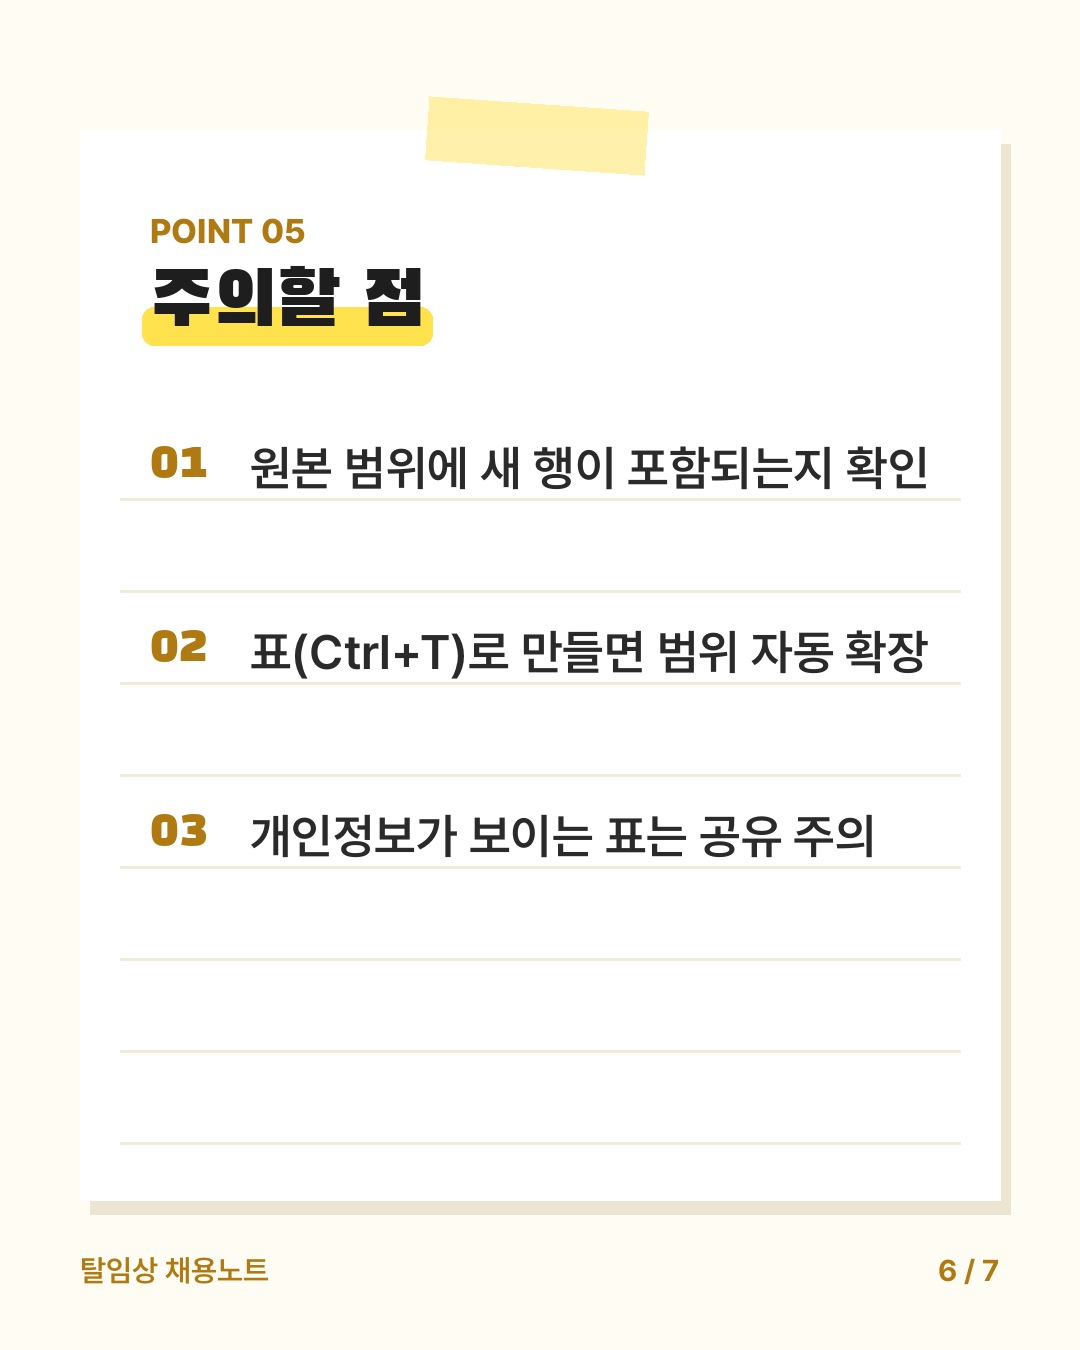 POINT 05
주의할 점
01 원본 범위에 새 행이 포함되는지 확인
02 표(Ctrl+T)로 만들면 범위 자동 확장
03 개인정보가 보이는 표는 공유 주의
탈임상 채용노트
6 / 7